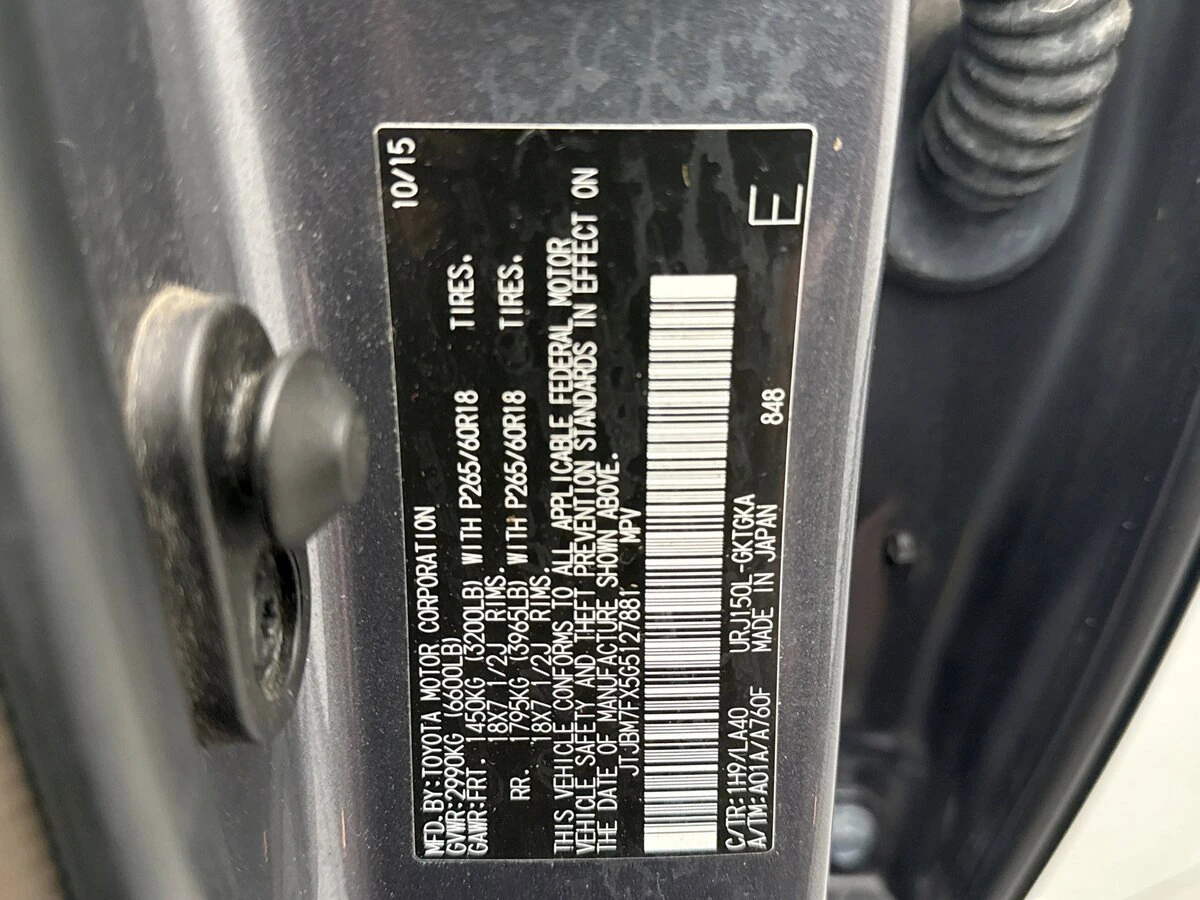 MFD.BY:TOYOTA MOTOR CORPORATION 10/15
GVWR:2990KG (6600LB)
GAWR:FRT. 1450KG (3200LB) WITH P265/60R18 TIRES.
18X7 1/2J RIMS.
RR. 1795KG (3965LB) WITH P265/60R18 TIRES.
18X7 1/2J RIMS.
THIS VEHICLE CONFORMS TO ALL APPLICABLE FEDERAL MOTOR
VEHICLE SAFETY AND THEFT PREVENTION STANDARDS IN EFFECT ON
THE DATE OF MANUFACTURE SHOWN ABOVE.
JTJBM7FX5G5127881 MPV
C/TR:1H9/LA40 URJ150L-GKTGKA
A/TM:A01A/A760F MADE IN JAPAN 848
E